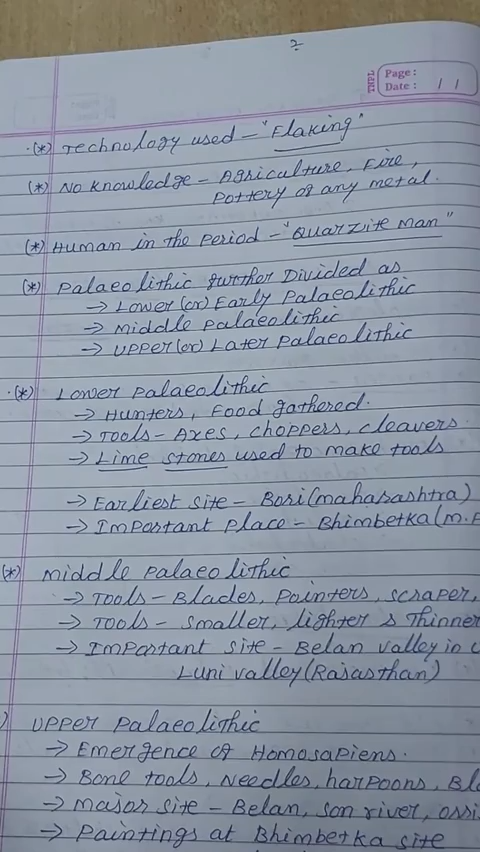 2
THPL
Page:
Date: / /
(*) Technology used - "Flaking"
(*) No knowledge - Agriculture, Fire,
Pottery of any metal.
(*) Human in the period - "Quarzite man"
(*) Palaeolithic further Divided as
→ Lower (or) Early Palaeolithic
→ middle Palaeolithic
→ UPPer (or) Later Palaeolithic
(*) Lower Palaeolithic
→ Hunters, Food gathered.
→ Tools - Axes, choppers, cleavers
→ Lime stones used to make tools
→ Earliest site - Bori (maharashtra)
→ Important Place - Bhimbetka (M.P
(*) middle Palaeolithic
→ Tools - Blades, Pointers, scraper,
→ Tools - Smaller, lighter & Thinner
→ Important site - Belan valley in
Luni valley (Rajasthan)
) UPPer Palaeolithic
→ Emergence of Homosapiens.
→ Bone tools, Needles, harpoons, Bl
→ major site - Belan, son river,
→ Paintings at Bhimbetka site